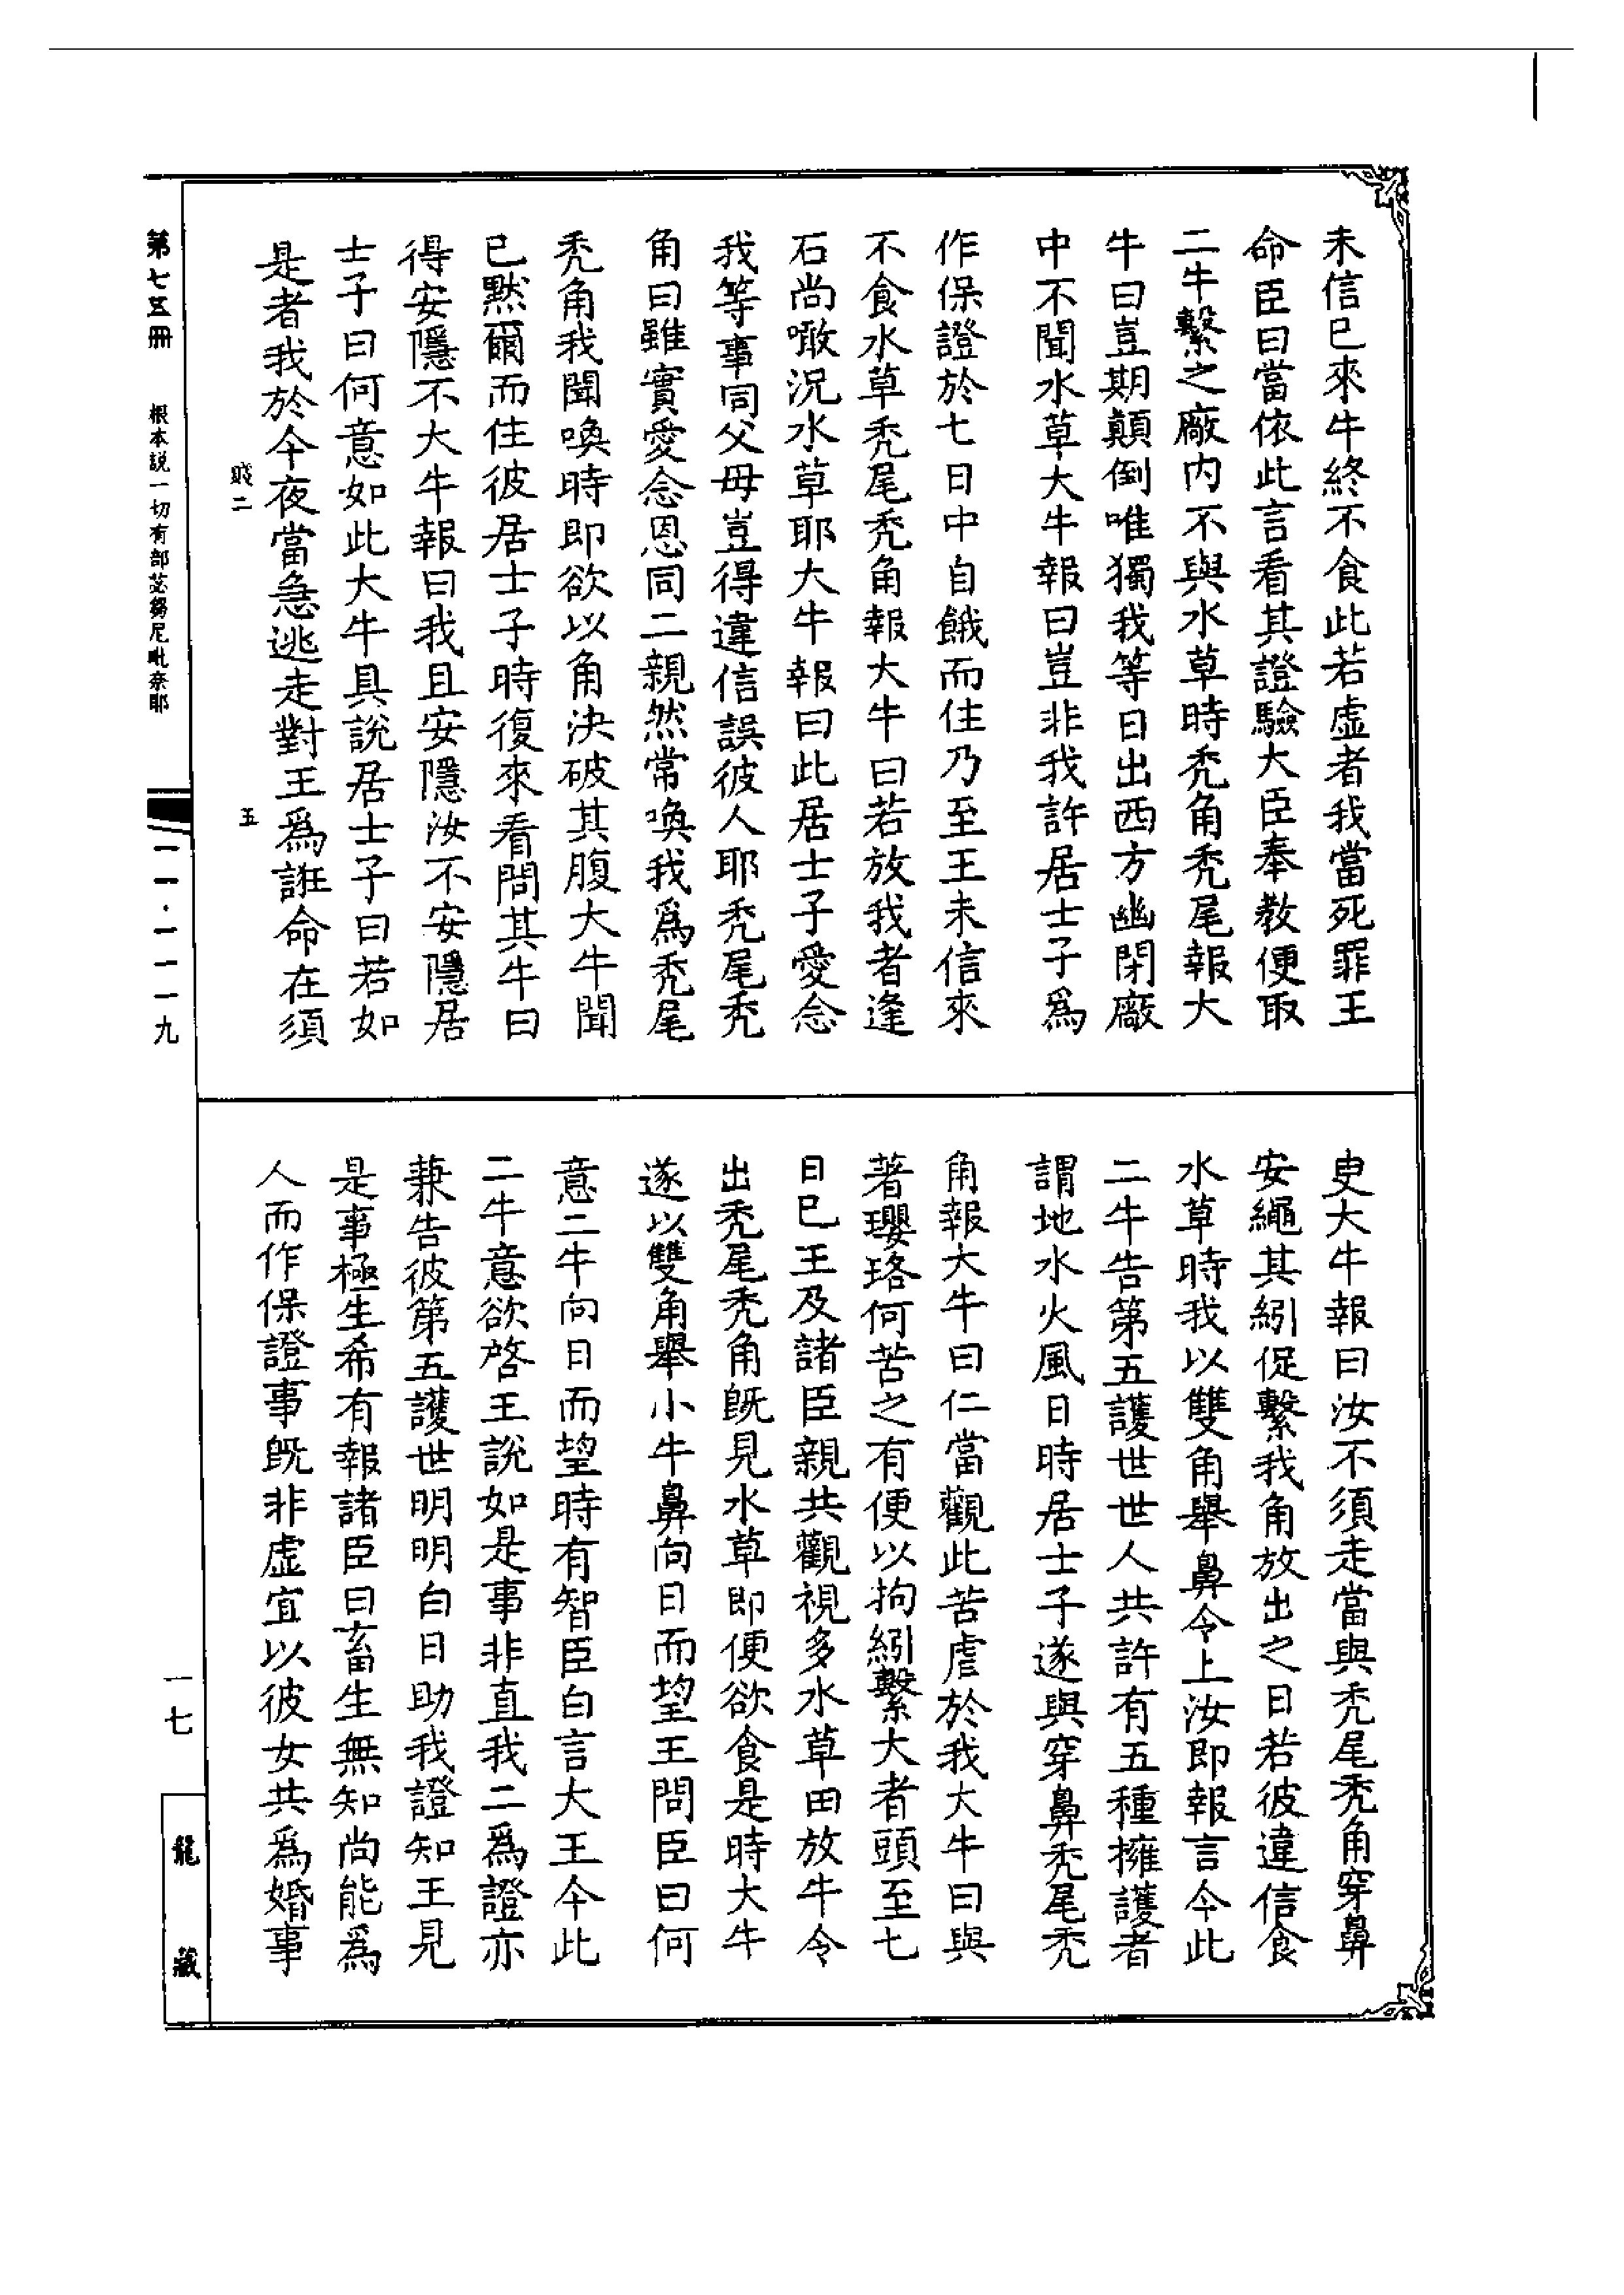 未信已來牛終不食此若虛者我當死罪王
命臣曰當依此言看其證驗大臣奉教便取
二牛繫之廠內不與水草時禿角禿尾報大
牛曰豈期顛倒唯獨我等日出西方幽閉廠
中不聞水草大牛報曰豈非我許居士子為
作保證於七日中自餓而住乃至王未信來
不食水草禿尾禿角報大牛曰若放我者逢
石尚噉況水草耶大牛報曰此居士子愛念
我等事同父母豈得違信誤彼人耶禿尾禿
角曰雖實愛念恩同二親然常喚我為禿尾
禿角我聞喚時即欲以角決破其腹大牛聞
已黙爾而住彼居士子時復來看問其牛曰
得安隱不大牛報曰我且安隱汝不安隱居
士子曰何意如此大牛具說居士子曰若如
是者我於今夜當急逃走對王為誑命在須
臾大牛報曰汝不須走當與禿尾禿角穿鼻
安繩其紖促繫我角放出之日若彼違信食
水草時我以雙角舉鼻令上汝即報言今此
二牛告第五護世世人共許有五種擁護者
謂地水火風日時居士子遂與穿鼻禿尾禿
角報大牛曰仁當觀此苦虐於我大牛曰與
著瓔珞何苦之有便以拘紖繫大者頭至七
日已王及諸臣親共觀視多水草田放牛令
出禿尾禿角既見水草即便欲食是時大牛
遂以雙角舉小牛鼻向日而望王問臣曰何
意二牛向日而望時有智臣白言大王今此
二牛意欲啓王說如是事非直我二為證亦
兼告彼第五護世明明白日助我證知王見
是事極生希有報諸臣曰畜生無知尚能為
人而作保證事既非虛宜以彼女共為婚事
賤二
五
第七五冊
根本說一切有部苾芻尼毗奈耶
一一一·一一一九
一七
龍藏